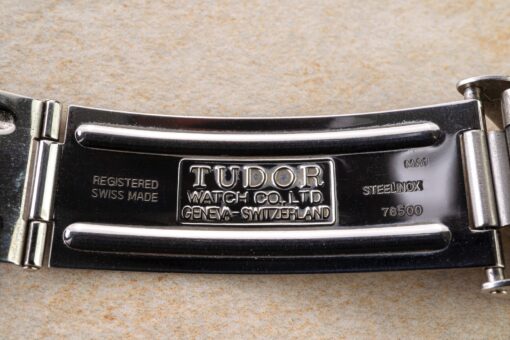 REGISTERED
SWISS MADE
TUDOR
WATCH CO. LTD
GENEVA-SWITZERLAND
STEELINOX
78500